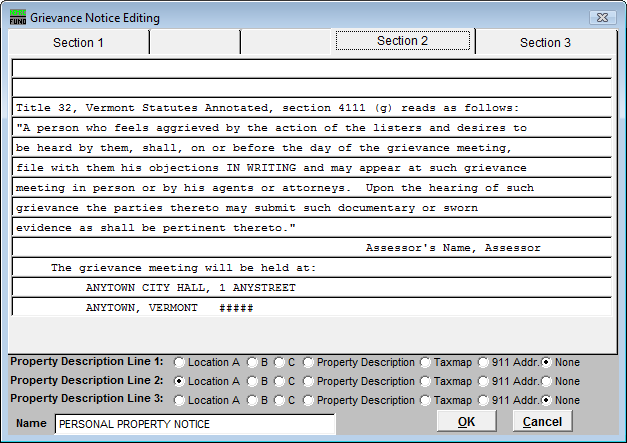 FUND Grievance Notice Editing
Section 1 Section 2 Section 3
Title 32, Vermont Statutes Annotated, section 4111 (g) reads as follows:
"A person who feels aggrieved by the action of the listers and desires to
be heard by them, shall, on or before the day of the grievance meeting,
file with them his objections IN WRITING and may appear at such grievance
meeting in person or by his agents or attorneys.  Upon the hearing of such
grievance the parties thereto may submit such documentary or sworn
evidence as shall be pertinent thereto."
Assessor's Name, Assessor
The grievance meeting will be held at:
ANYTOWN CITY HALL, 1 ANYSTREET
ANYTOWN, VERMONT   #####
Property Description Line 1: Location A B C Property Description Taxmap 911 Addr. None
Property Description Line 2: Location A B C Property Description Taxmap 911 Addr. None
Property Description Line 3: Location A B C Property Description Taxmap 911 Addr. None
Name PERSONAL PROPERTY NOTICE OK Cancel